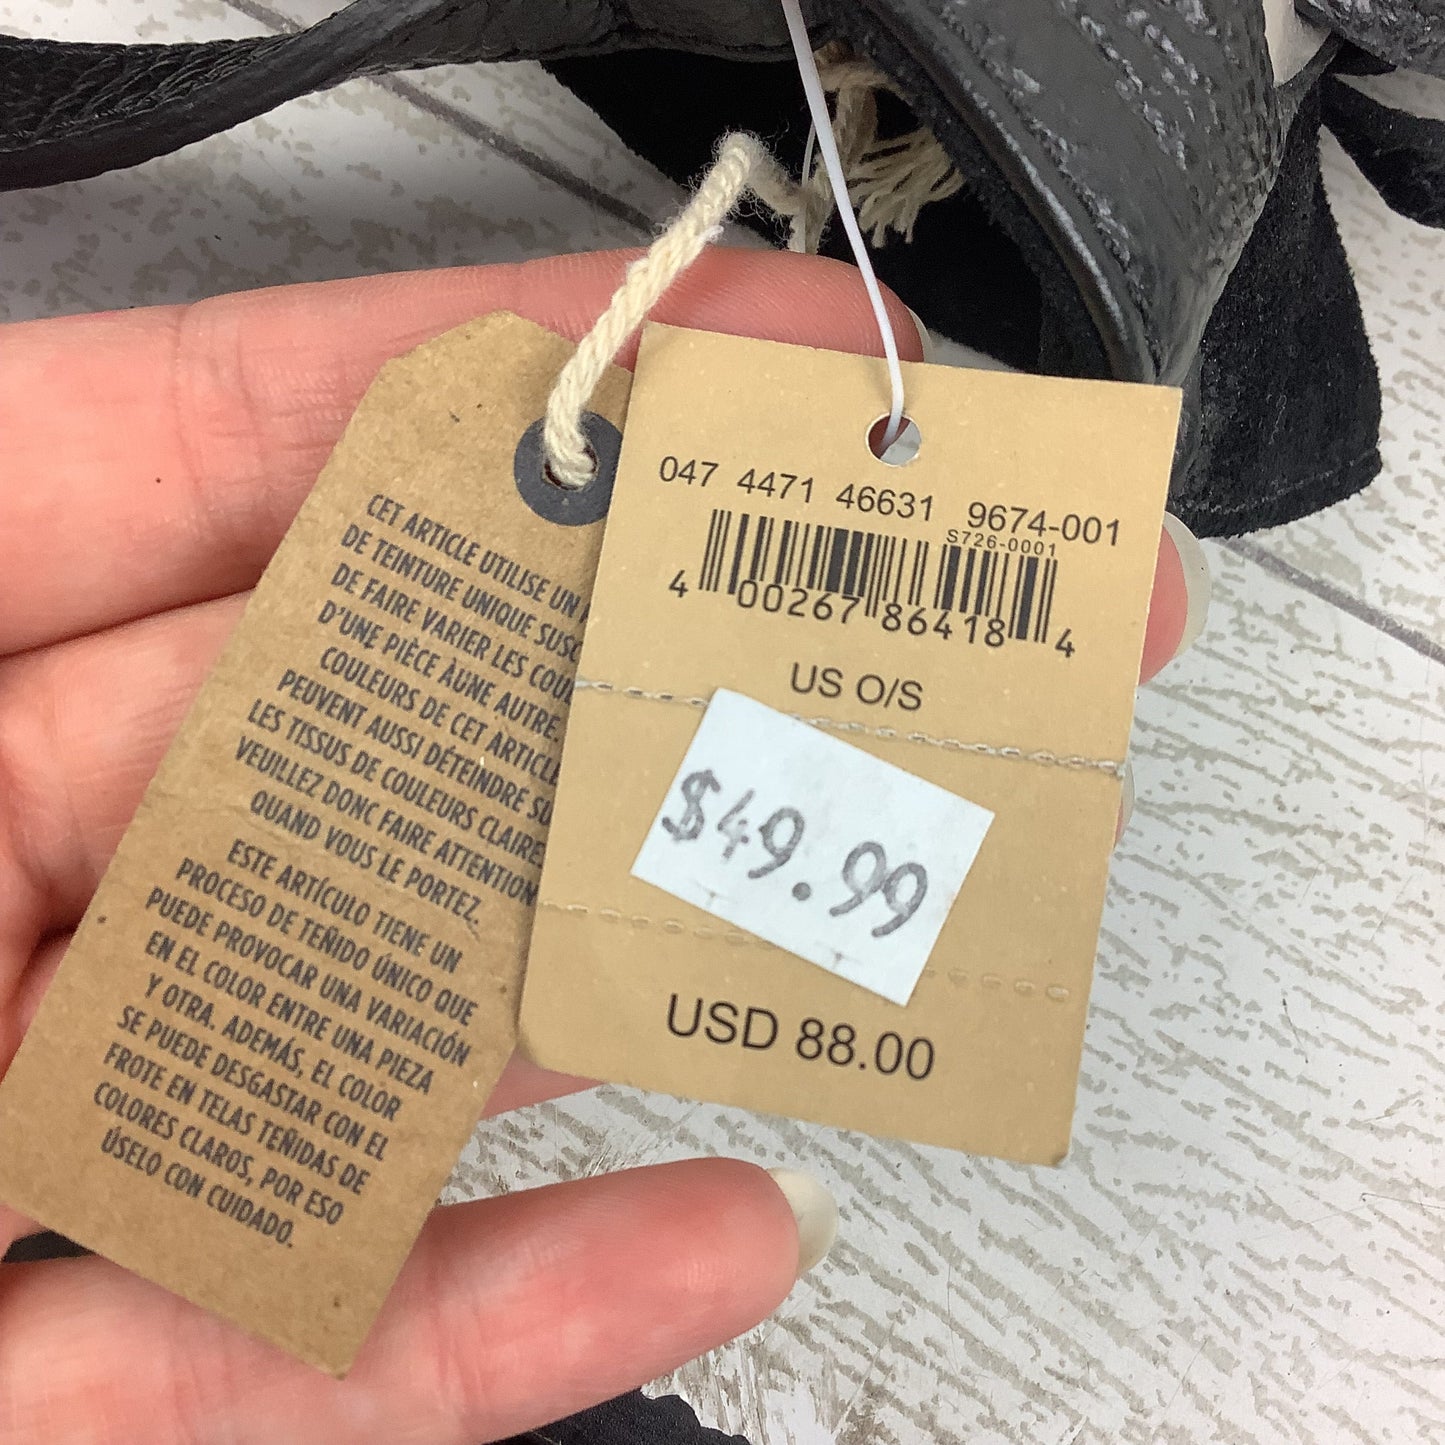 CET ARTICLE UTILISE UN
DE TEINTURE UNIQUE SUSC
DE FAIRE VARIER LES COU
D'UNE PIÈCE ÀUNE AUTRE.
COULEURS DE CET ARTICLE
PEUVENT AUSSI DÉTEINDRE SU
LES TISSUS DE COULEURS CLAIRE
VEUILLEZ DONC FAIRE ATTENTION
QUAND VOUS LE PORTEZ.
ESTE ARTÍCULO TIENE UN
PROCESO DE TEÑIDO ÚNICO QUE
PUEDE PROVOCAR UNA VARIACIÓN
EN EL COLOR ENTRE UNA PIEZA
Y OTRA. ADEMÁS, EL COLOR
SE PUEDE DESGASTAR CON EL
FROTE EN TELAS TEÑIDAS DE
COLORES CLAROS, POR ESO
ÚSELO CON CUIDADO.
047 4471 46631 9674-001
S726-0001
4 00267 86418 4
US O/S
$49.99
USD 88.00